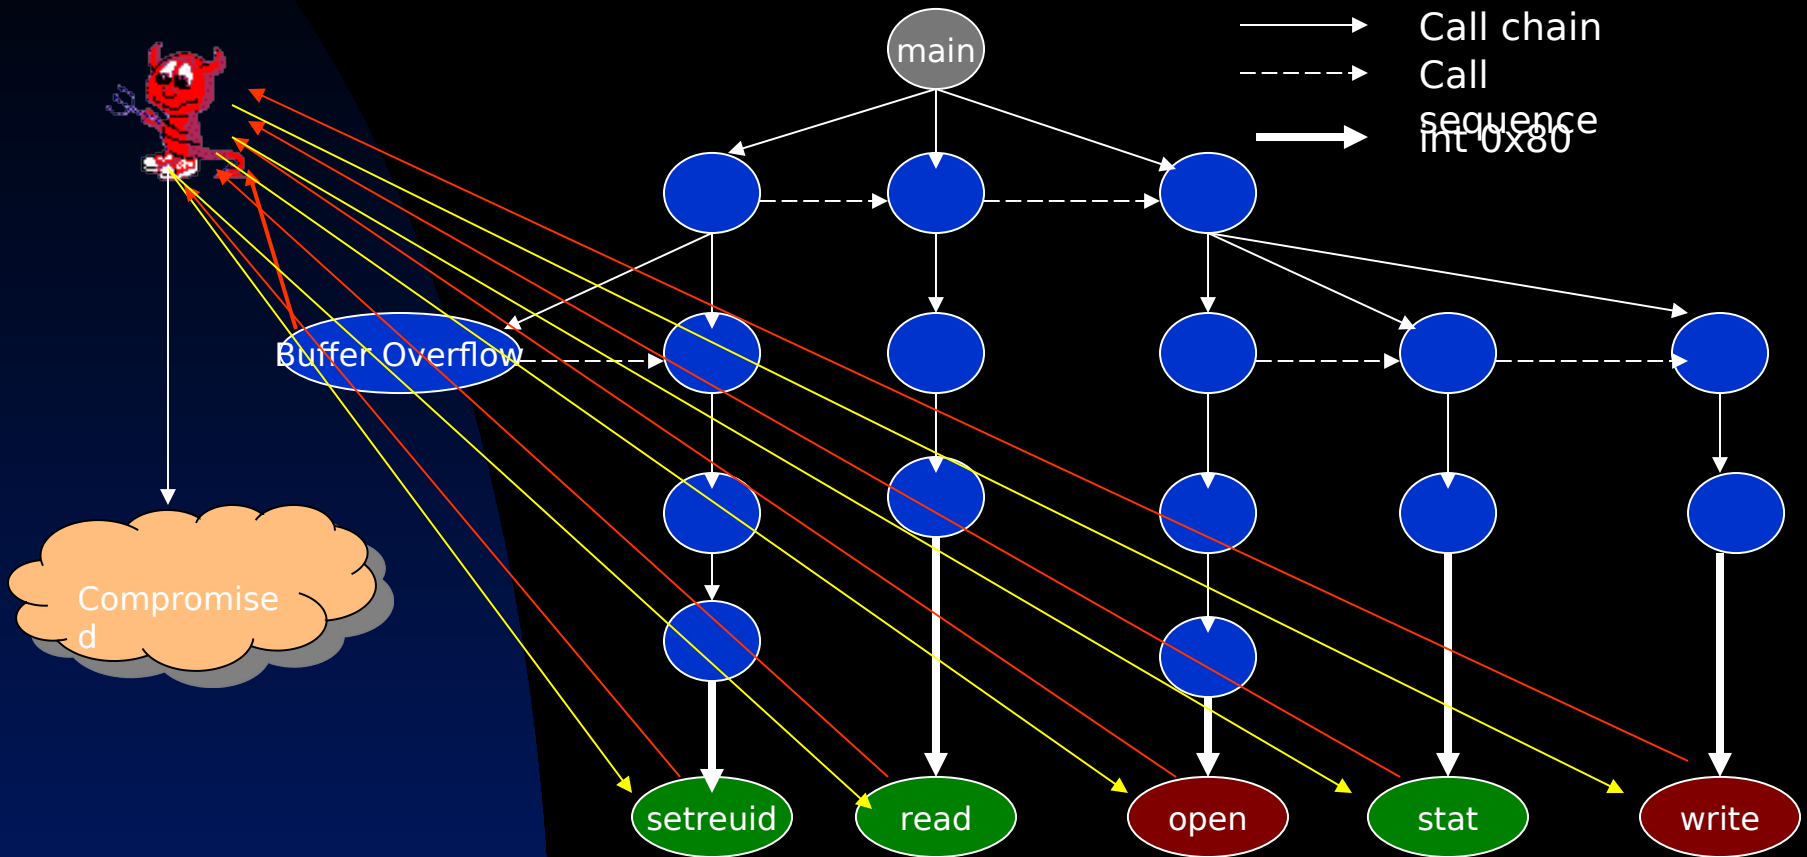 main
Call chain
Call
sequence
int 0x80
Buffer Overflow
Compromise
d
setreuid
read
open
stat
write